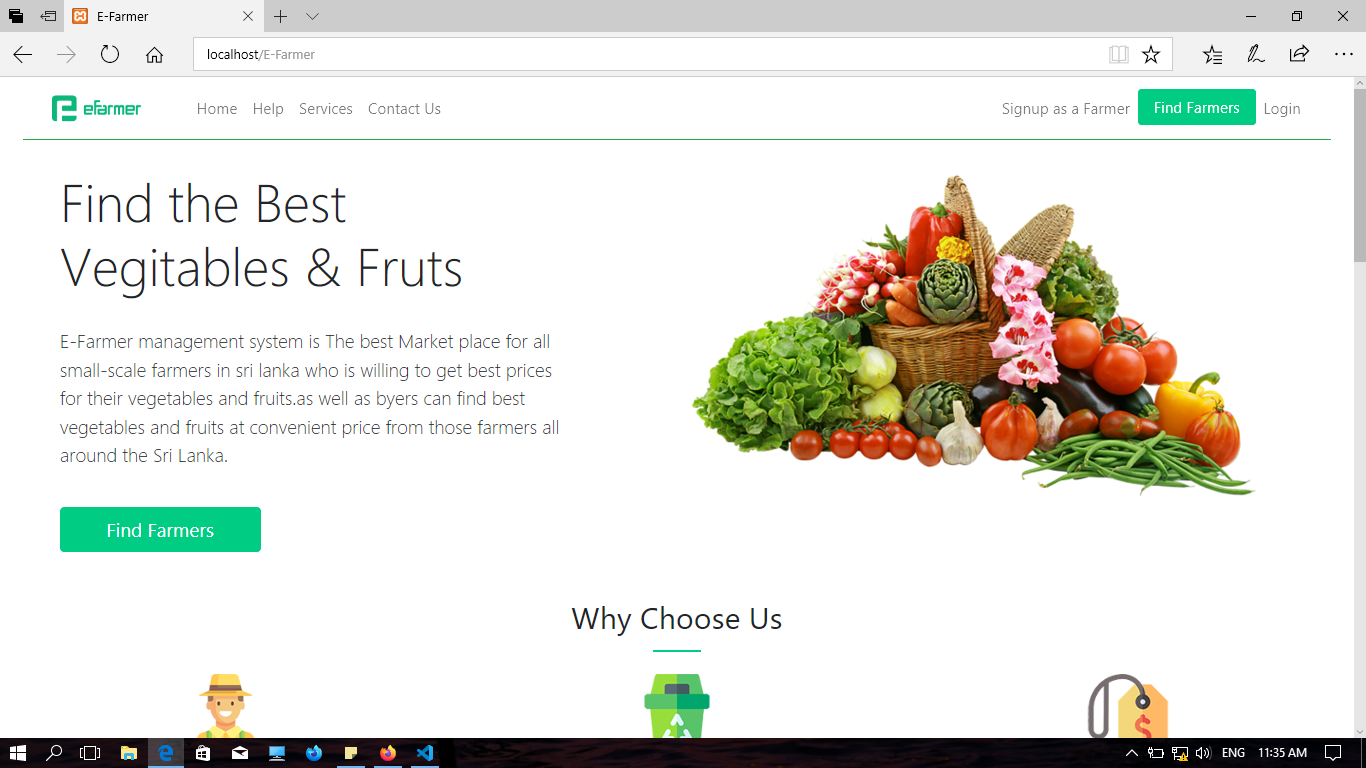 E-Farmer
localhost/E-Farmer
eFarmer
Home Help Services Contact Us
Signup as a Farmer Find Farmers Login
Find the Best
Vegitables & Fruts
E-Farmer management system is The best Market place for all
small-scale farmers in sri lanka who is willing to get best prices
for their vegetables and fruits.as well as byers can find best
vegetables and fruits at convenient price from those farmers all
around the Sri Lanka.
Find Farmers
Why Choose Us
$
ENG 11:35 AM